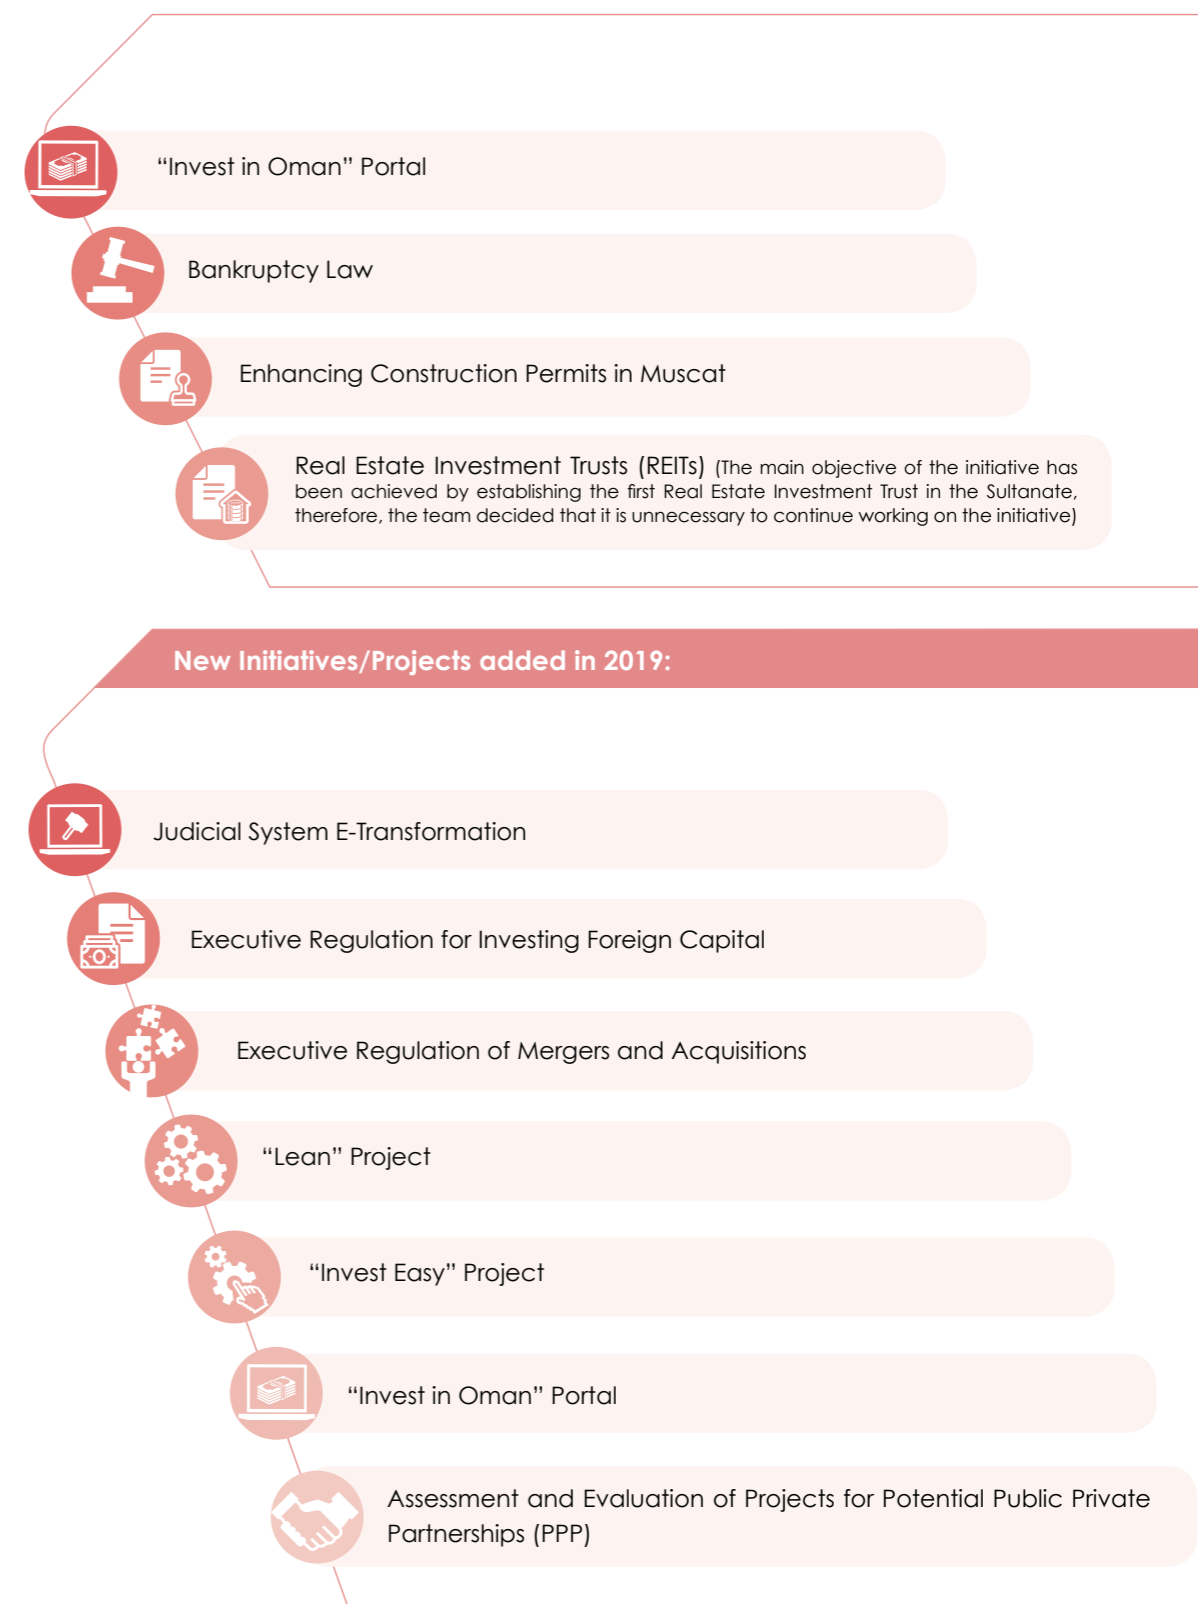 “Invest in Oman” Portal
Bankruptcy Law
Enhancing Construction Permits in Muscat
Real Estate Investment Trusts (REITs) (The main objective of the initiative has
been achieved by establishing the first Real Estate Investment Trust in the Sultanate,
therefore, the team decided that it is unnecessary to continue working on the initiative)
New Initiatives/Projects added in 2019:
Judicial System E-Transformation
Executive Regulation for Investing Foreign Capital
Executive Regulation of Mergers and Acquisitions
“Lean” Project
“Invest Easy” Project
“Invest in Oman” Portal
Assessment and Evaluation of Projects for Potential Public Private
Partnerships (PPP)